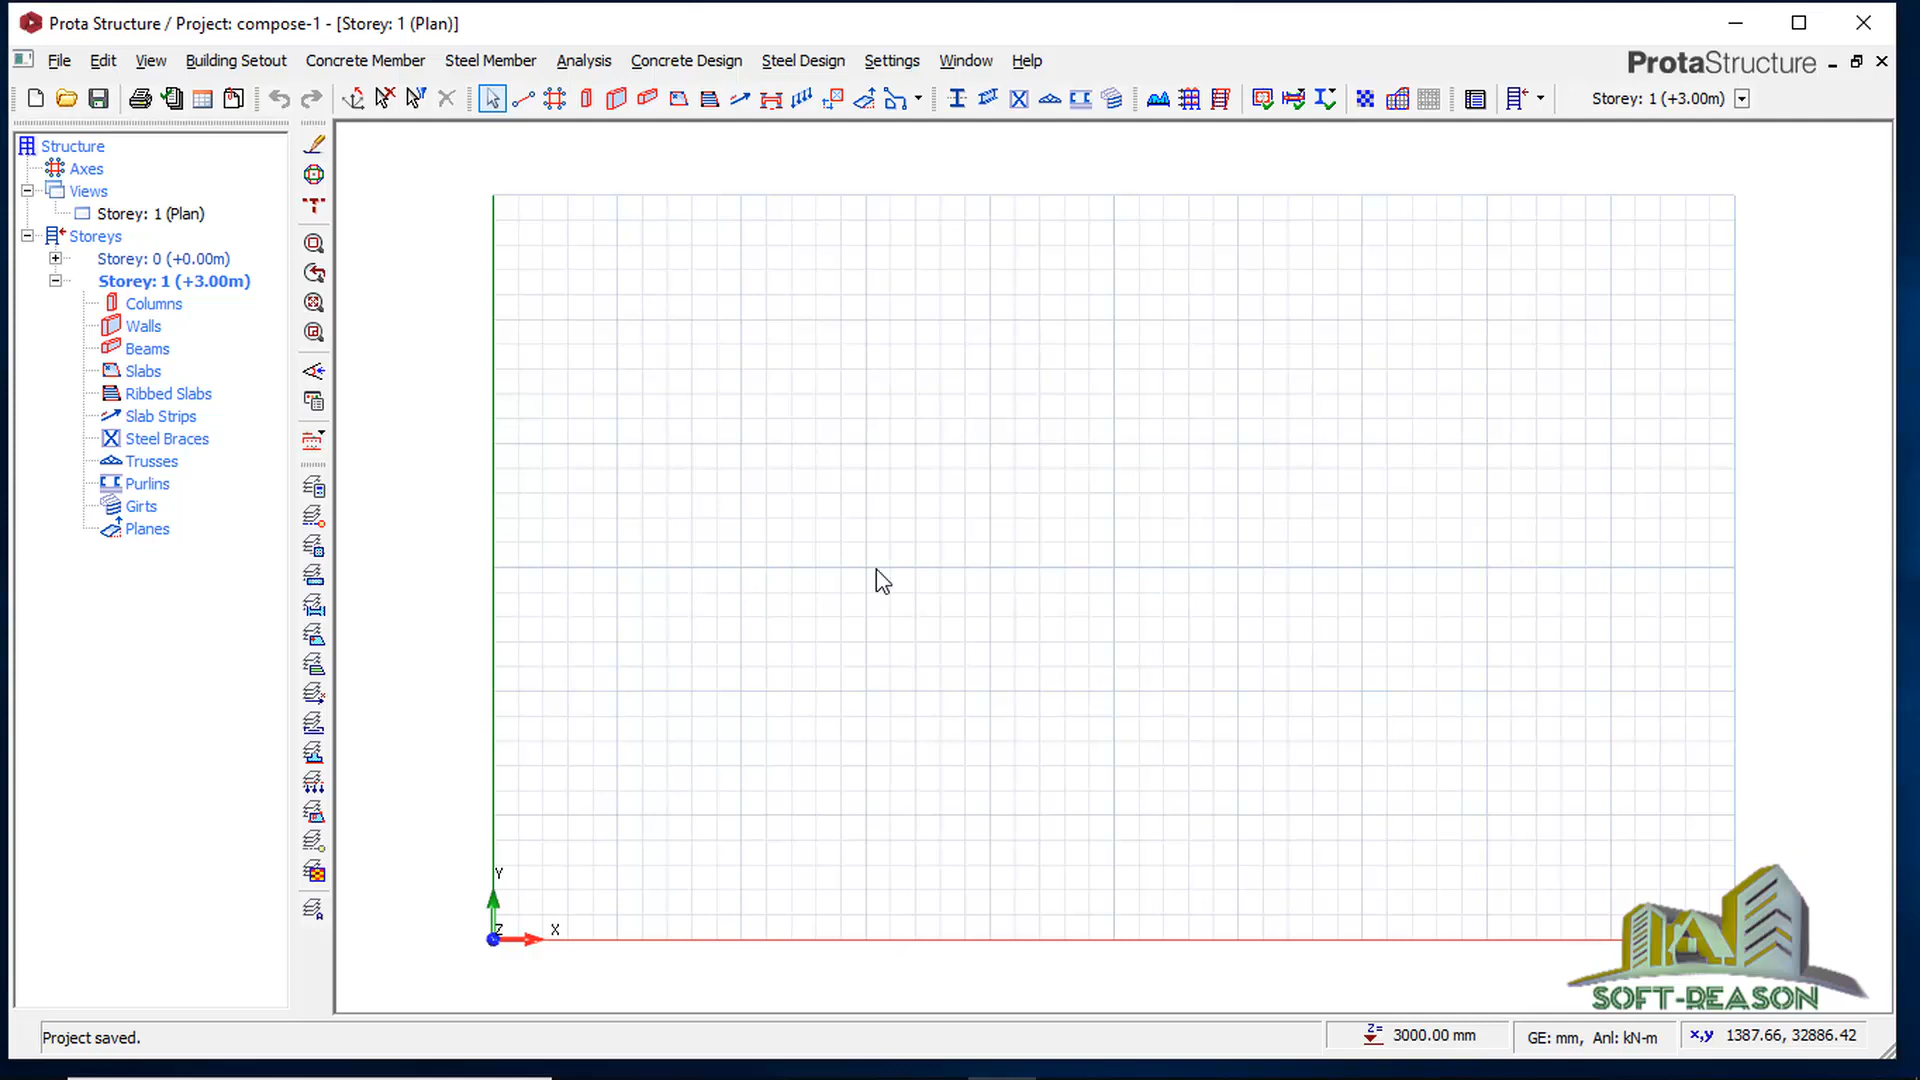 Prota Structure / Project: compose-1 - [Storey: 1 (Plan)]
File Edit View Building Setout Concrete Member Steel Member Analysis Concrete Design Steel Design Settings Window Help
ProtaStructure
Storey: 1 (+3.00m)
Structure
Axes
Views
Storey: 1 (Plan)
Storeys
Storey: 0 (+0.00m)
Storey: 1 (+3.00m)
Columns
Walls
Beams
Slabs
Ribbed Slabs
Slab Strips
Steel Braces
Trusses
Purlins
Girts
Planes
Y
Z
X
SOFT-REASON
Project saved.
Z= 3000.00 mm
GE: mm, Anl: kN-m
x,y 1387.66, 32886.42